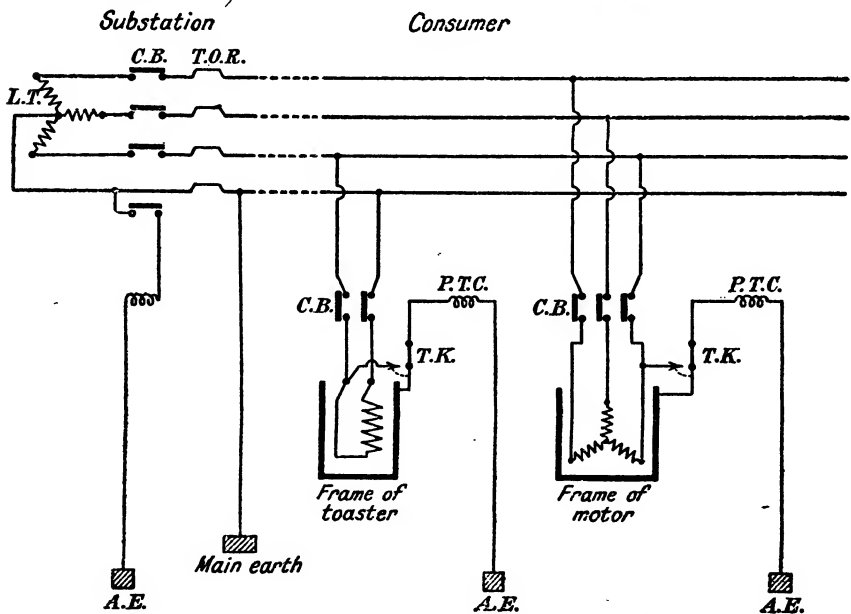 Substation
Consumer
C.B.
T.O.R.
L.T.
P.T.C.
P.T.C.
C.B.
C.B.
T.K.
T.K.
Frame of
toaster
Frame of
motor
Main earth
A.E.
A.E.
A.E.